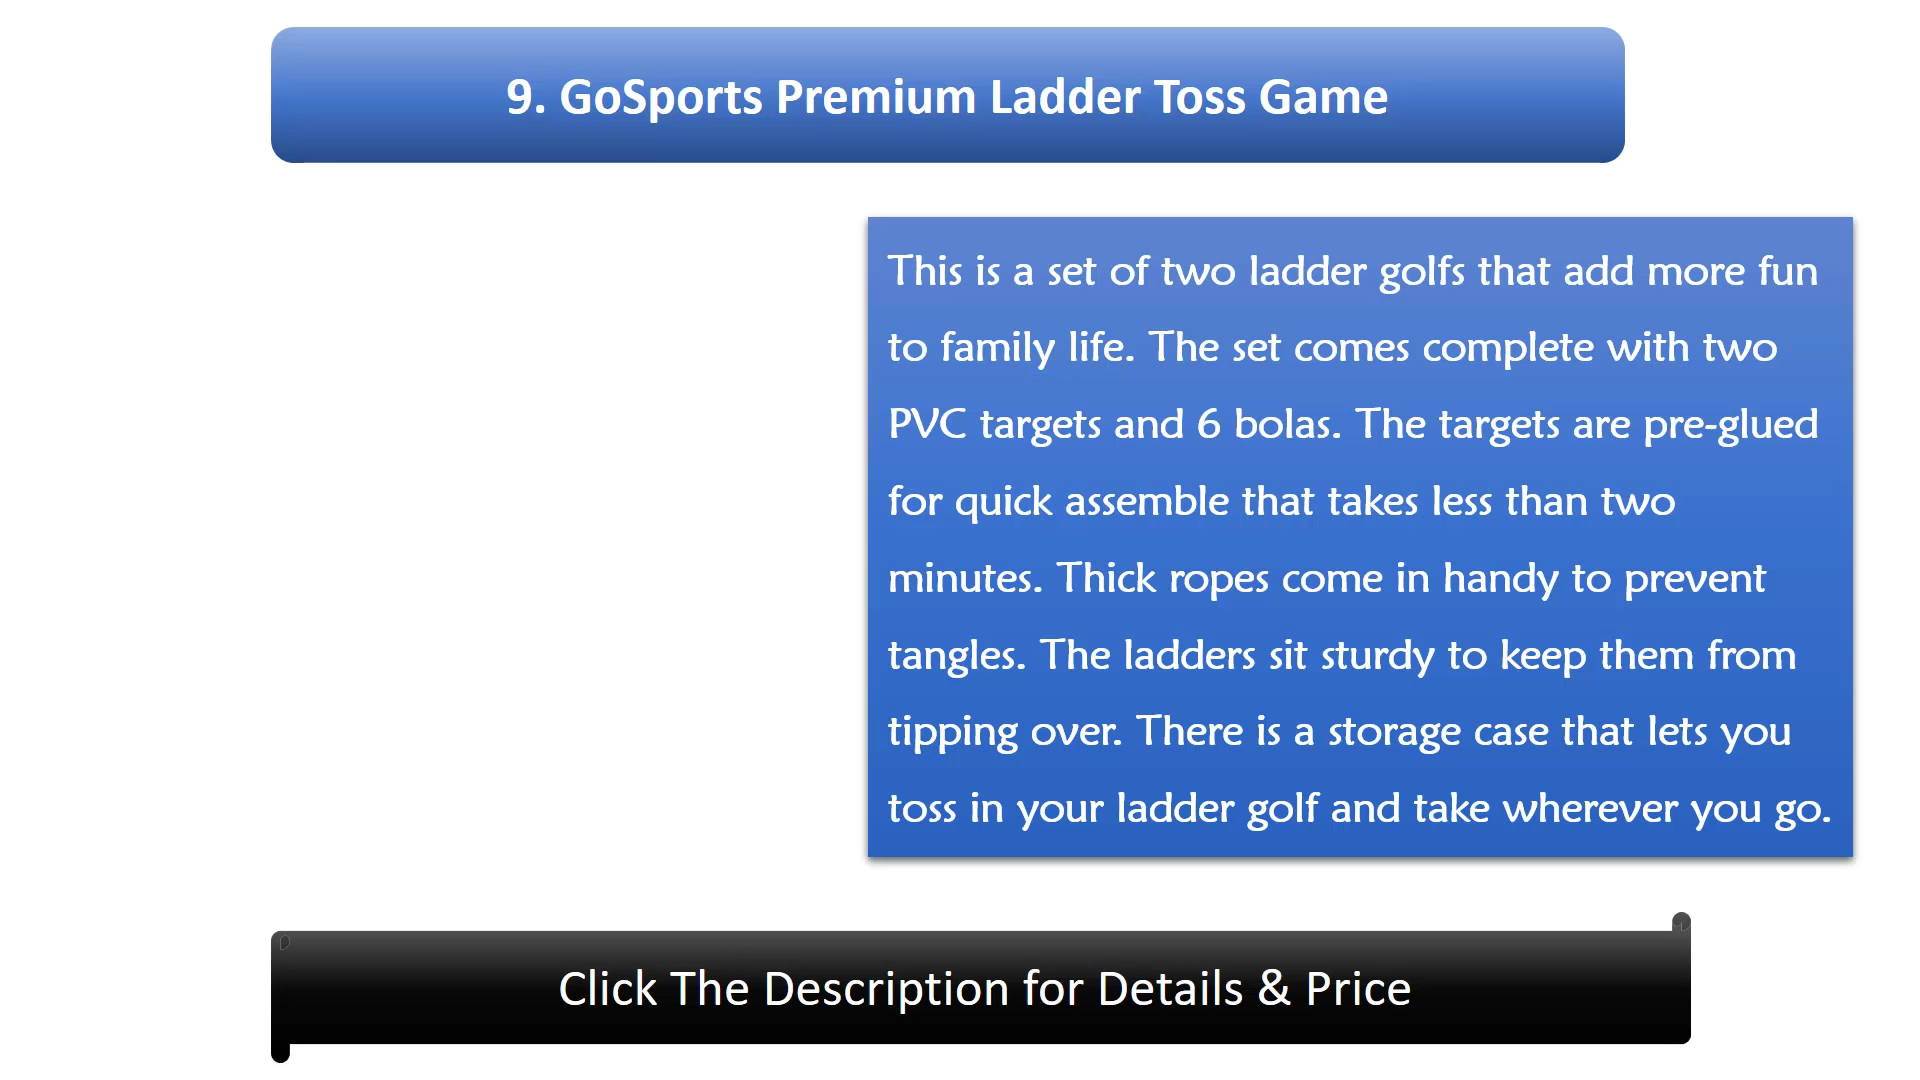 9. GoSports Premium Ladder Toss Game
This is a set of two ladder golfs that add more fun
to family life. The set comes complete with two
PVC targets and 6 bolas. The targets are pre-glued
for quick assemble that takes less than two
minutes. Thick ropes come in handy to prevent
tangles. The ladders sit sturdy to keep them from
tipping over. There is a storage case that lets you
toss in your ladder golf and take wherever you go.
Click The Description for Details & Price